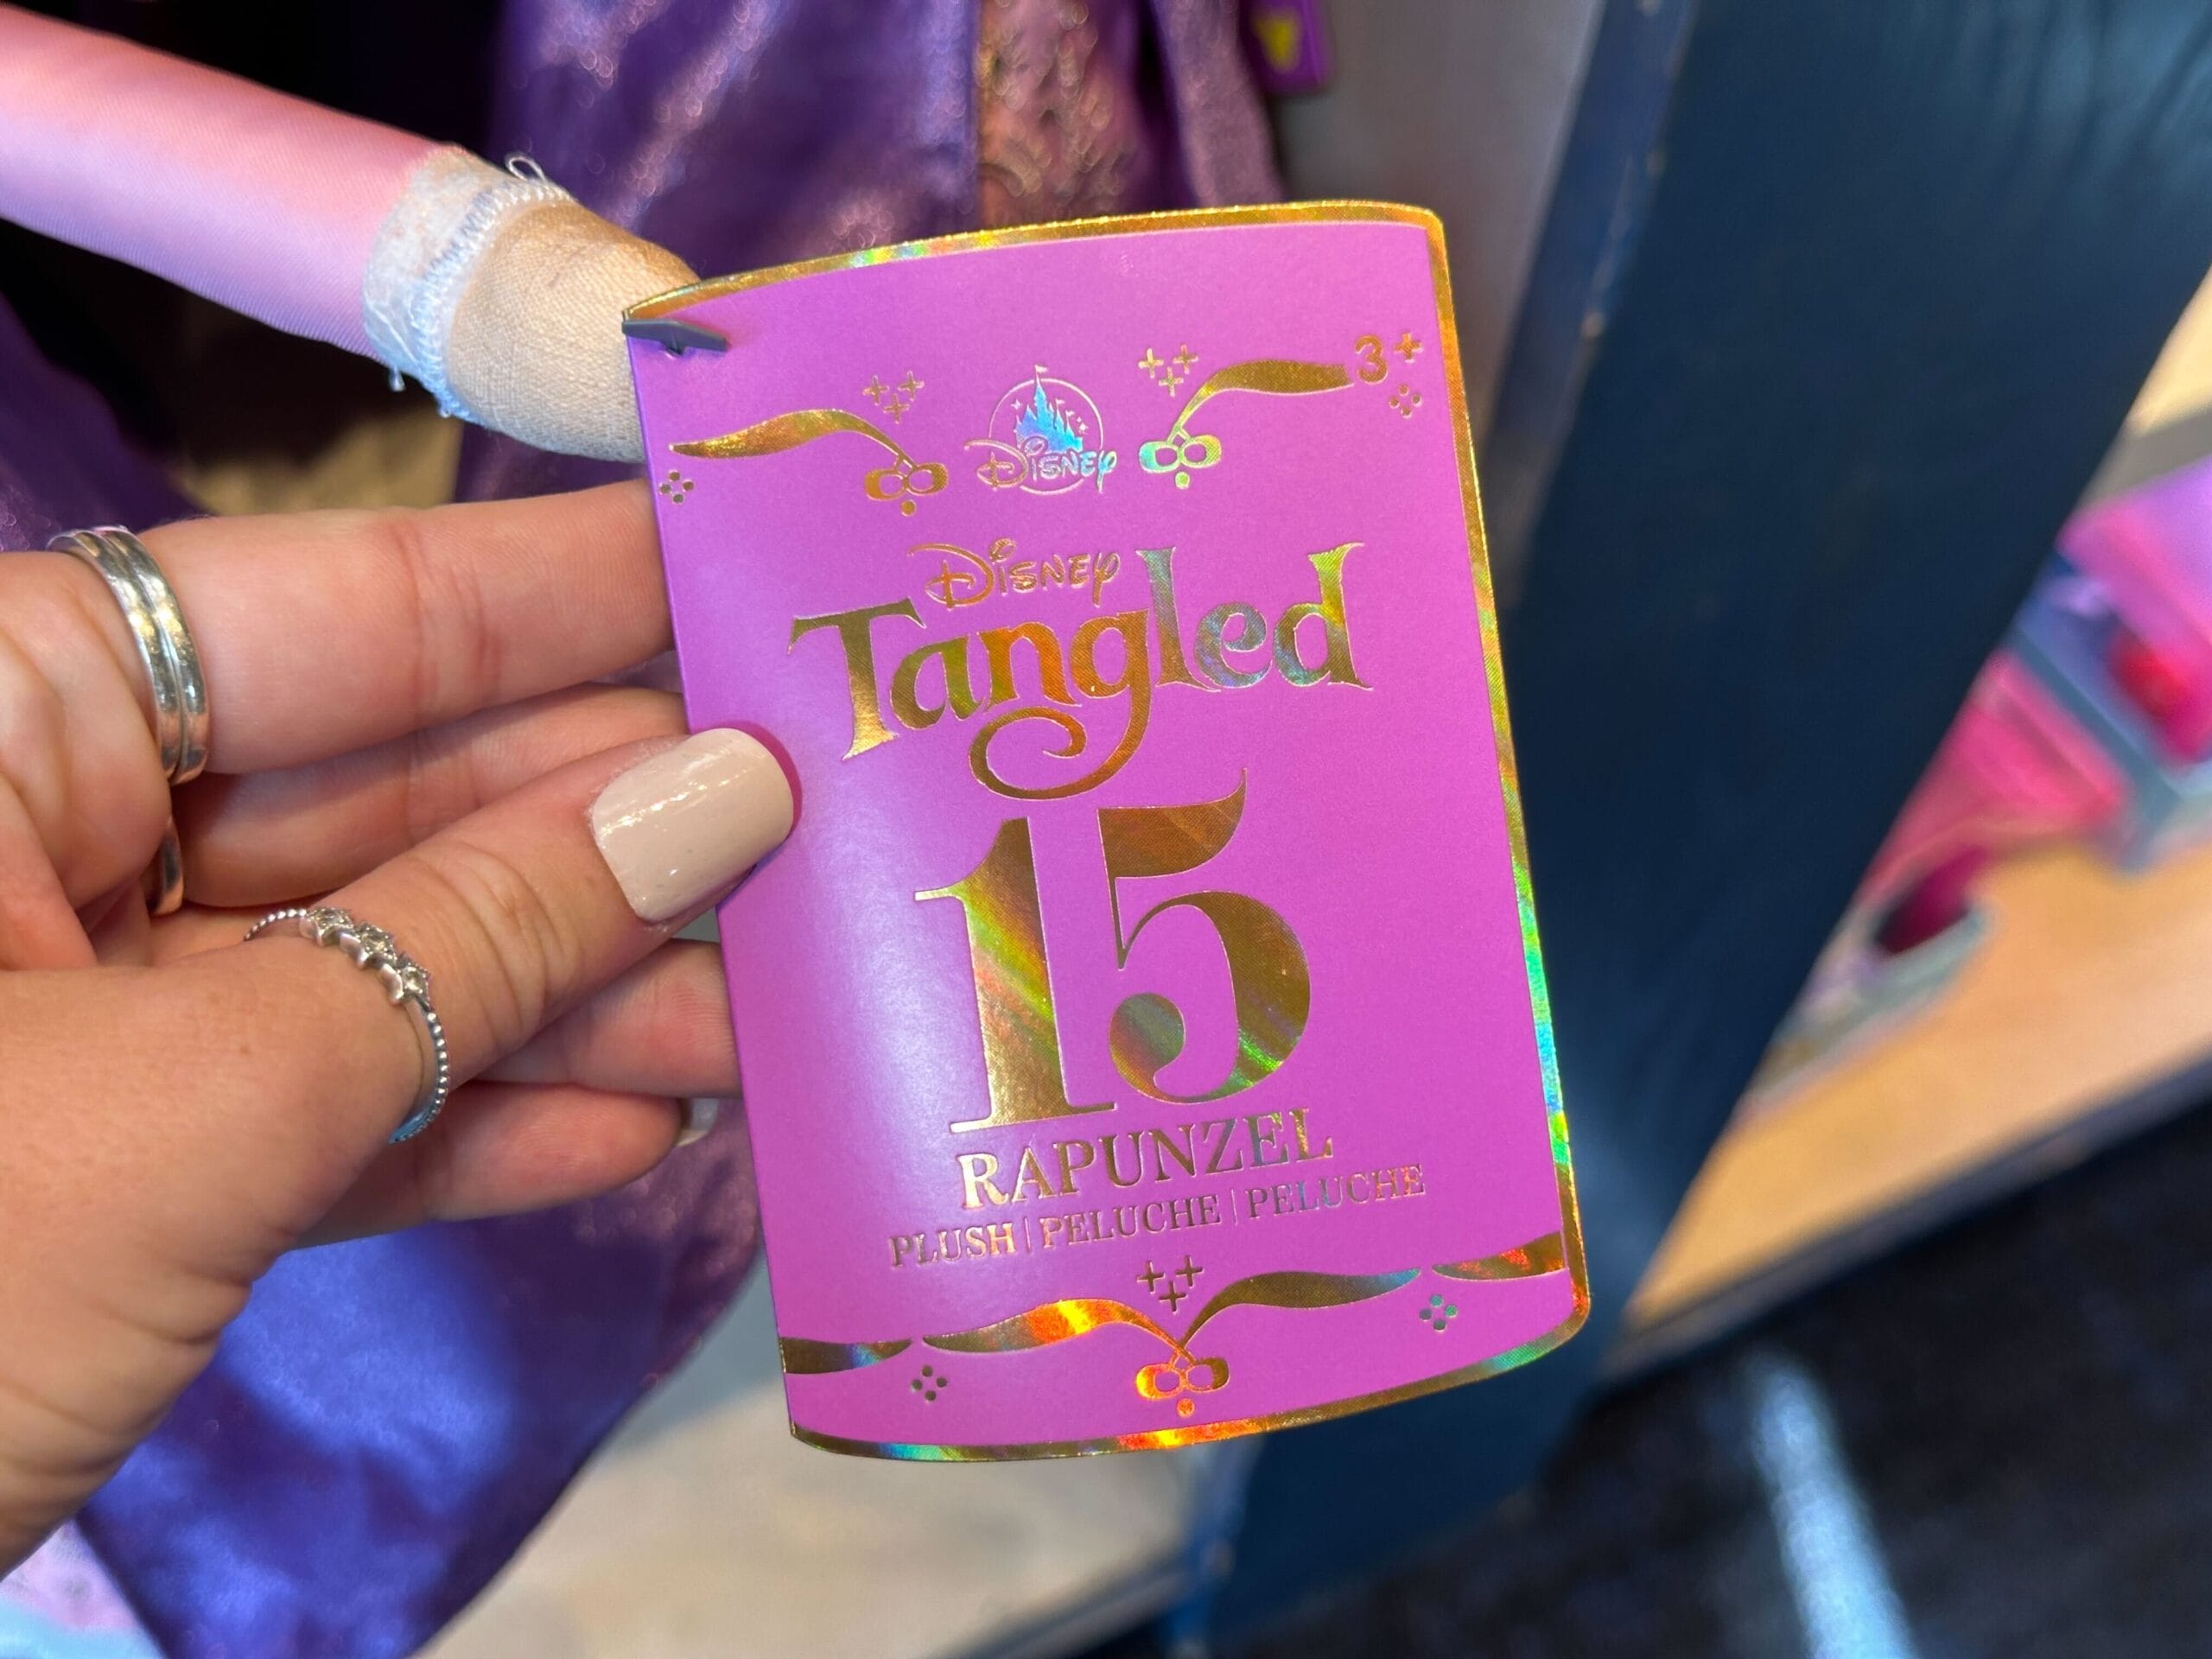 3+
Disney
Disney
Tangled
15
RAPUNZEL
PLUSH | PELUCHE | PELUCHE